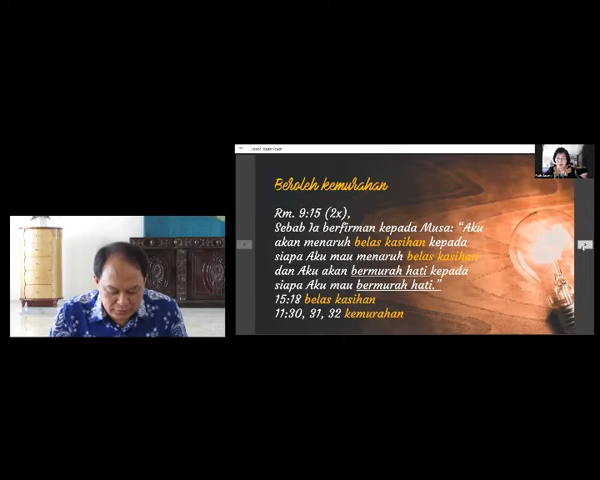 Beroleh kemurahan
Rm. 9:15 (2x),
Sebab Ia berfirman kepada Musa: "Aku
akan menaruh belas kasihan kepada
siapa Aku mau menaruh belas kasihan
dan Aku akan bermurah hati kepada
siapa Aku mau bermurah hati."
15:18 belas kasihan
11:30, 31, 32 kemurahan